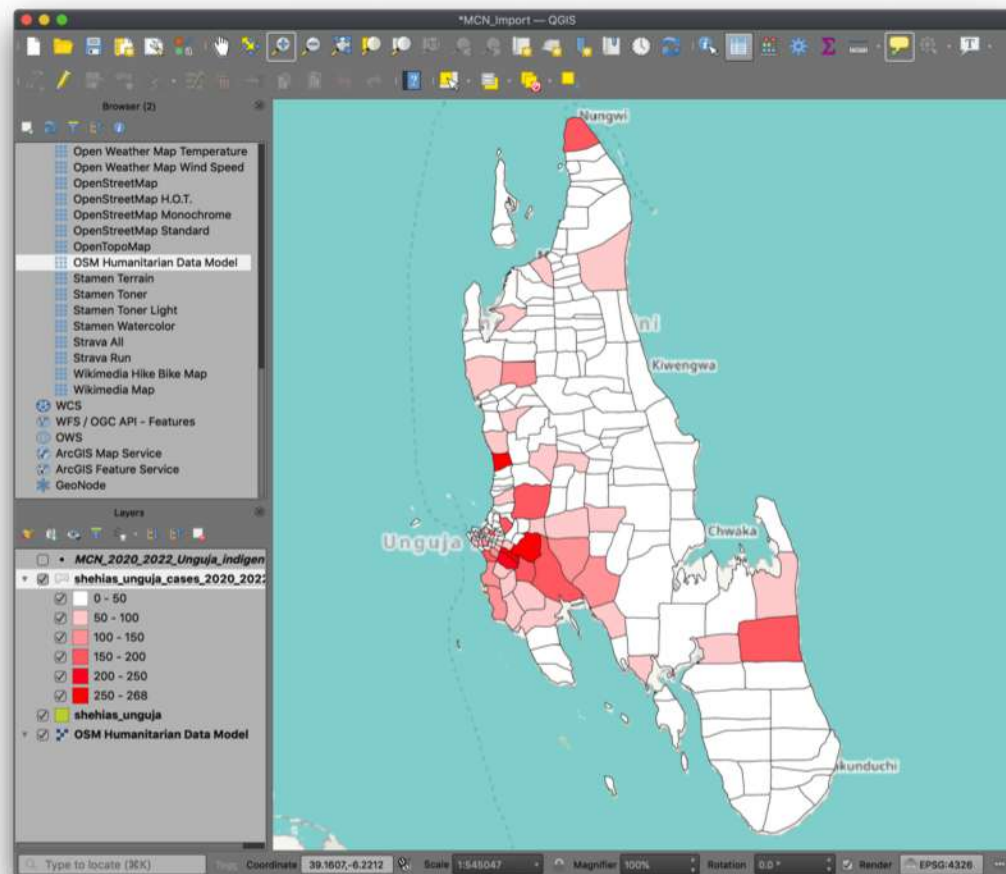 *MCN_Import — QGIS
Browser (2)
Open Weather Map Temperature
Open Weather Map Wind Speed
OpenStreetMap
OpenStreetMap H.O.T.
OpenStreetMap Monochrome
OpenStreetMap Standard
OpenTopoMap
OSM Humanitarian Data Model
Stamen Terrain
Stamen Toner
Stamen Toner Light
Stamen Watercolor
Strava All
Strava Run
Wikimedia Hike Bike Map
Wikimedia Map
WCS
WFS / OGC API - Features
OWS
ArcGIS Map Service
ArcGIS Feature Service
GeoNode
Layers
MCN_2020_2022_Unguja_indigen
shehias_unguja_cases_2020_2022
0 - 50
50 - 100
100 - 150
150 - 200
200 - 250
250 - 268
shehias_unguja
OSM Humanitarian Data Model
Nungwi
ni
Kiwengwa
Unguja
Chwaka
akunduchi
Type to locate (⌘K)
Coordinate 39.1607,-6.2212 Scale 1:545047 Magnifier 100% Rotation 0.0 ° Render EPSG:4326